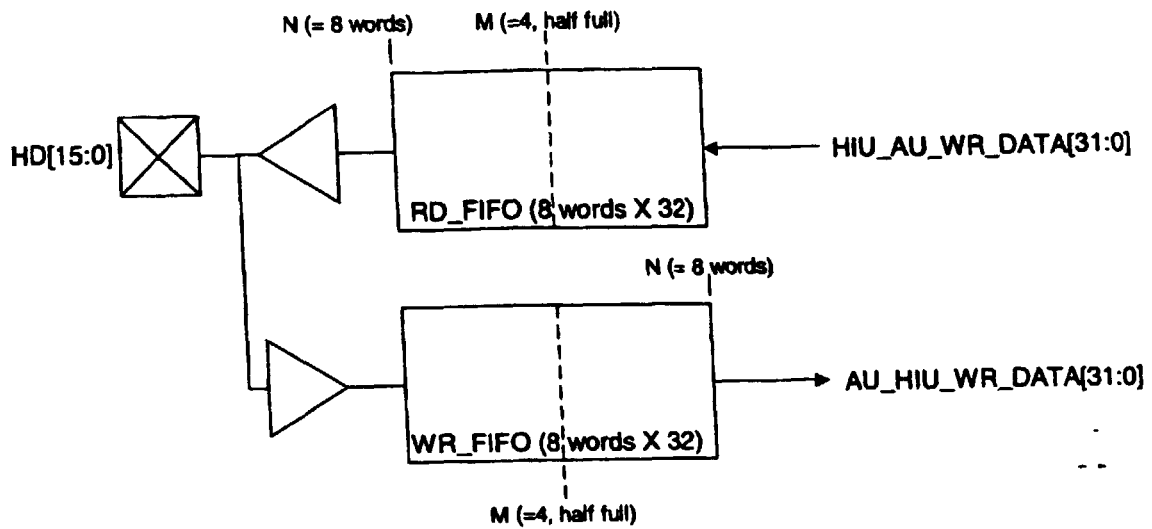 N (= 8 words)
M (=4, half full)
HD[15:0]
HIU_AU_WR_DATA[31:0]
RD_FIFO (8 words X 32)
N (= 8 words)
AU_HIU_WR_DATA[31:0]
WR_FIFO (8 words X 32)
M (=4, half full)